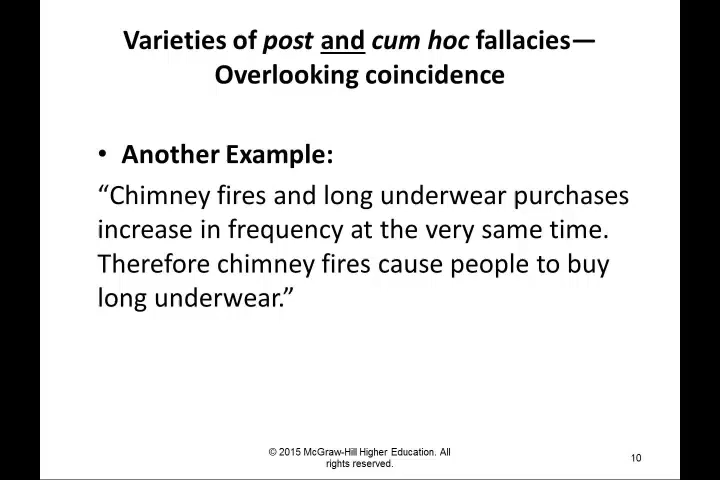 Varieties of post and cum hoc fallacies—
Overlooking coincidence
• Another Example:
“Chimney fires and long underwear purchases
increase in frequency at the very same time.
Therefore chimney fires cause people to buy
long underwear.”
© 2015 McGraw-Hill Higher Education. All
rights reserved.
10